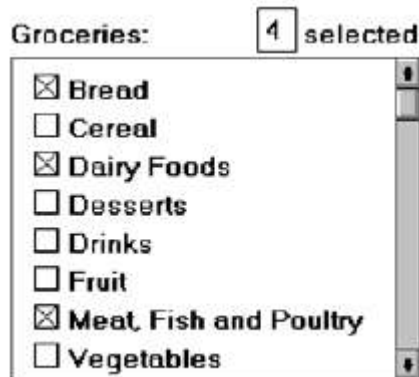 Groceries: 4 selected
Bread
Cereal
Dairy Foods
Desserts
Drinks
Fruit
Meat, Fish and Poultry
Vegetables